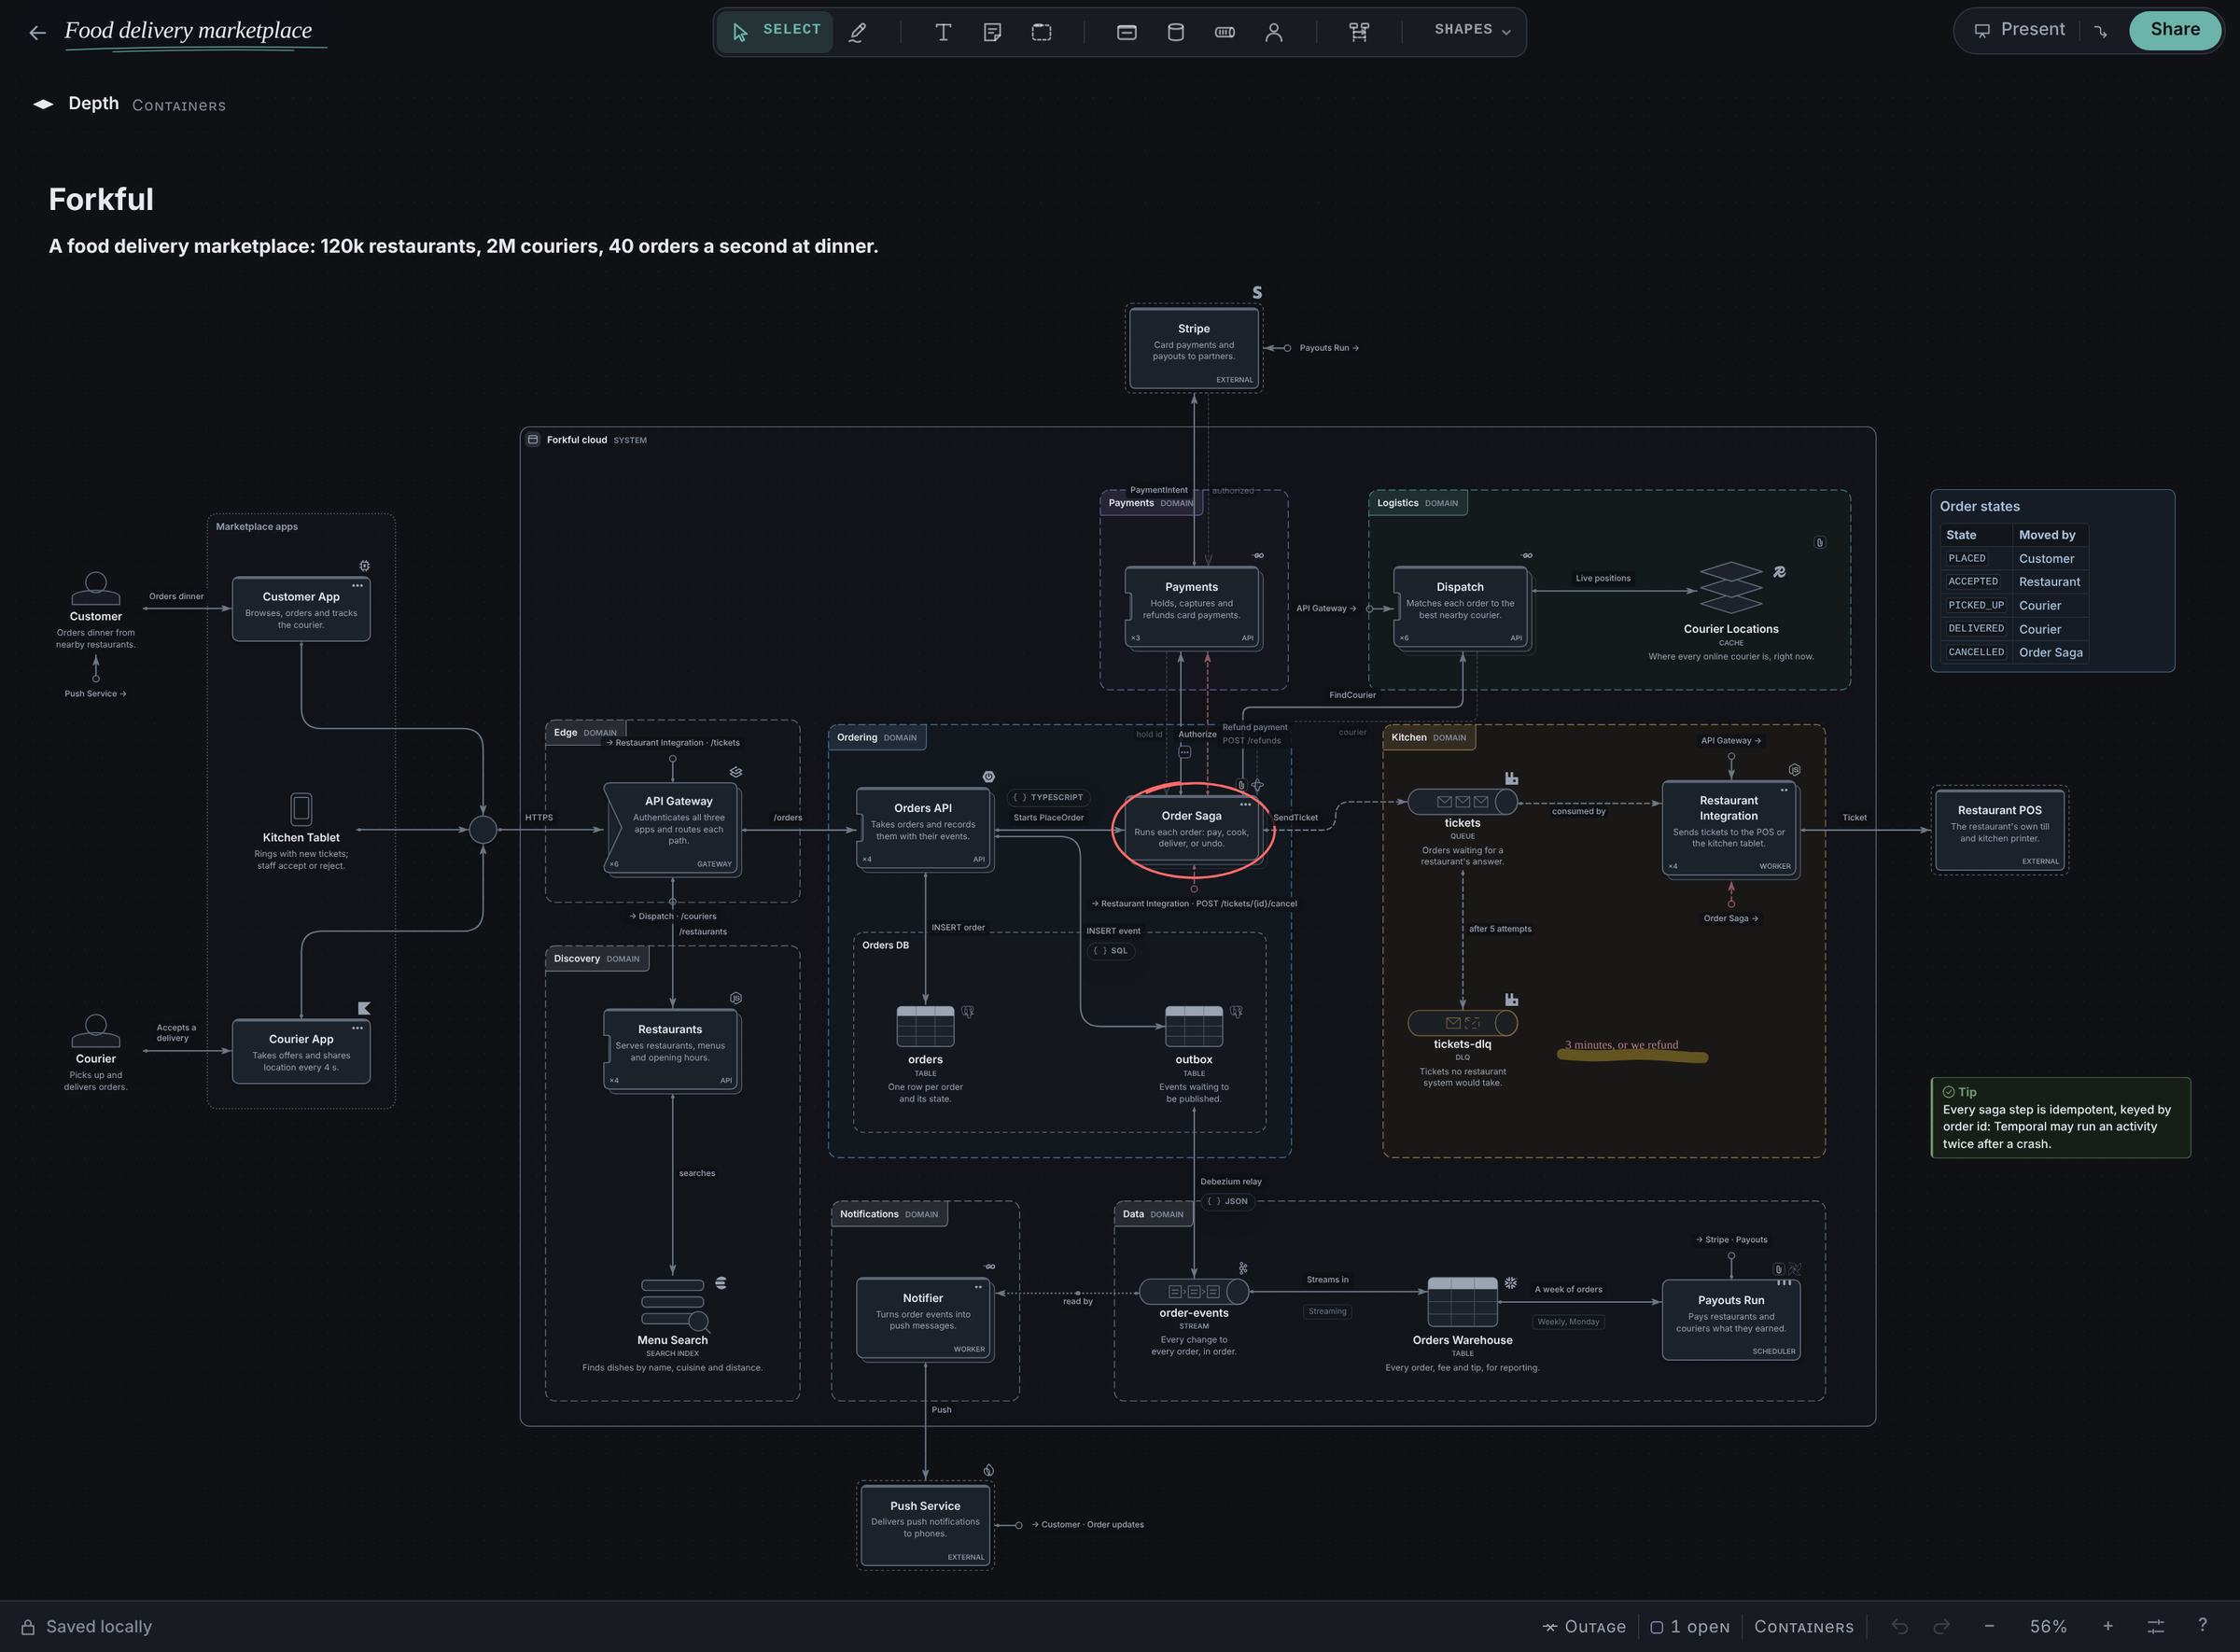 Food delivery marketplace
SELECT
SHAPES
Present
Share
Depth Containers
Forkful
A food delivery marketplace: 120k restaurants, 2M couriers, 40 orders a second at dinner.
Stripe
Card payments and
payouts to partners.
EXTERNAL
Payouts Run →
Forkful cloud SYSTEM
PaymentIntent
authorized
Payments DOMAIN
Payments
Holds, captures and
refunds card payments.
×3 API
Logistics DOMAIN
API Gateway →
Dispatch
Matches each order to the
best nearby courier.
×6 API
Live positions
Courier Locations
CACHE
Where every online courier is, right now.
Order states
State Moved by
PLACED Customer
ACCEPTED Restaurant
PICKED_UP Courier
DELIVERED Courier
CANCELLED Order Saga
Marketplace apps
Customer
Orders dinner from
nearby restaurants.
Push Service →
Orders dinner
Customer App
Browses, orders and tracks
the courier.
Kitchen Tablet
Rings with new tickets;
staff accept or reject.
Courier
Picks up and
delivers orders.
Accepts a
delivery
Courier App
Takes offers and shares
location every 4 s.
HTTPS
Edge DOMAIN
→ Restaurant Integration · /tickets
API Gateway
Authenticates all three
apps and routes each
path.
×6 GATEWAY
/orders
→ Dispatch · /couriers
/restaurants
Discovery DOMAIN
Restaurants
Serves restaurants, menus
and opening hours.
×4 API
searches
Menu Search
SEARCH INDEX
Finds dishes by name, cuisine and distance.
Ordering DOMAIN
hold id
Authorize
Refund payment
POST /refunds
FindCourier
courier
Orders API
Takes orders and records
them with their events.
×4 API
{ } TYPESCRIPT
Starts PlaceOrder
Order Saga
Runs each order: pay, cook,
deliver, or undo.
SendTicket
→ Restaurant Integration · POST /tickets/{id}/cancel
INSERT order
INSERT event
{ } SQL
Orders DB
orders
TABLE
One row per order
and its state.
outbox
TABLE
Events waiting to
be published.
Kitchen DOMAIN
tickets
QUEUE
Orders waiting for a
restaurant's answer.
consumed by
API Gateway →
Restaurant
Integration
Sends tickets to the POS or
the kitchen tablet.
×4 WORKER
Order Saga →
after 5 attempts
tickets-dlq
DLQ
Tickets no restaurant
system would take.
3 minutes, or we refund
Ticket
Restaurant POS
The restaurant's own till
and kitchen printer.
EXTERNAL
Tip
Every saga step is idempotent, keyed by
order id: Temporal may run an activity
twice after a crash.
Debezium relay
{ } JSON
Notifications DOMAIN
Notifier
Turns order events into
push messages.
WORKER
read by
Data DOMAIN
order-events
STREAM
Every change to
every order, in order.
Streams in
Streaming
Orders Warehouse
TABLE
Every order, fee and tip, for reporting.
A week of orders
Weekly, Monday
→ Stripe · Payouts
Payouts Run
Pays restaurants and
couriers what they earned.
SCHEDULER
Push
Push Service
Delivers push notifications
to phones.
EXTERNAL
→ Customer · Order updates
Saved locally
Outage
1 open
Containers
− 56% + ?